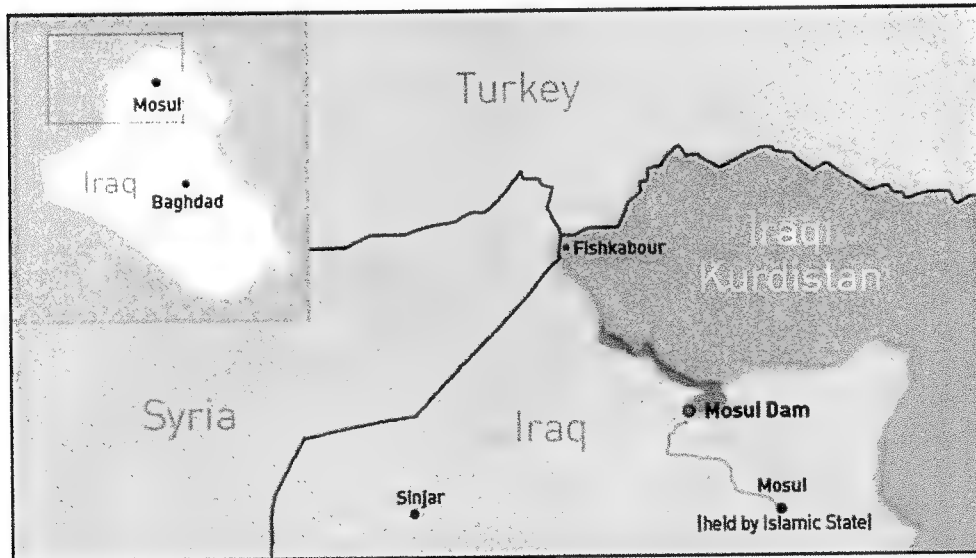 Turkey
Mosul
Iraq
Baghdad
Fishkabour
Iraqi
Kurdistan
Syria
Iraq
Mosul Dam
Sinjar
Mosul
(held by Islamic State)